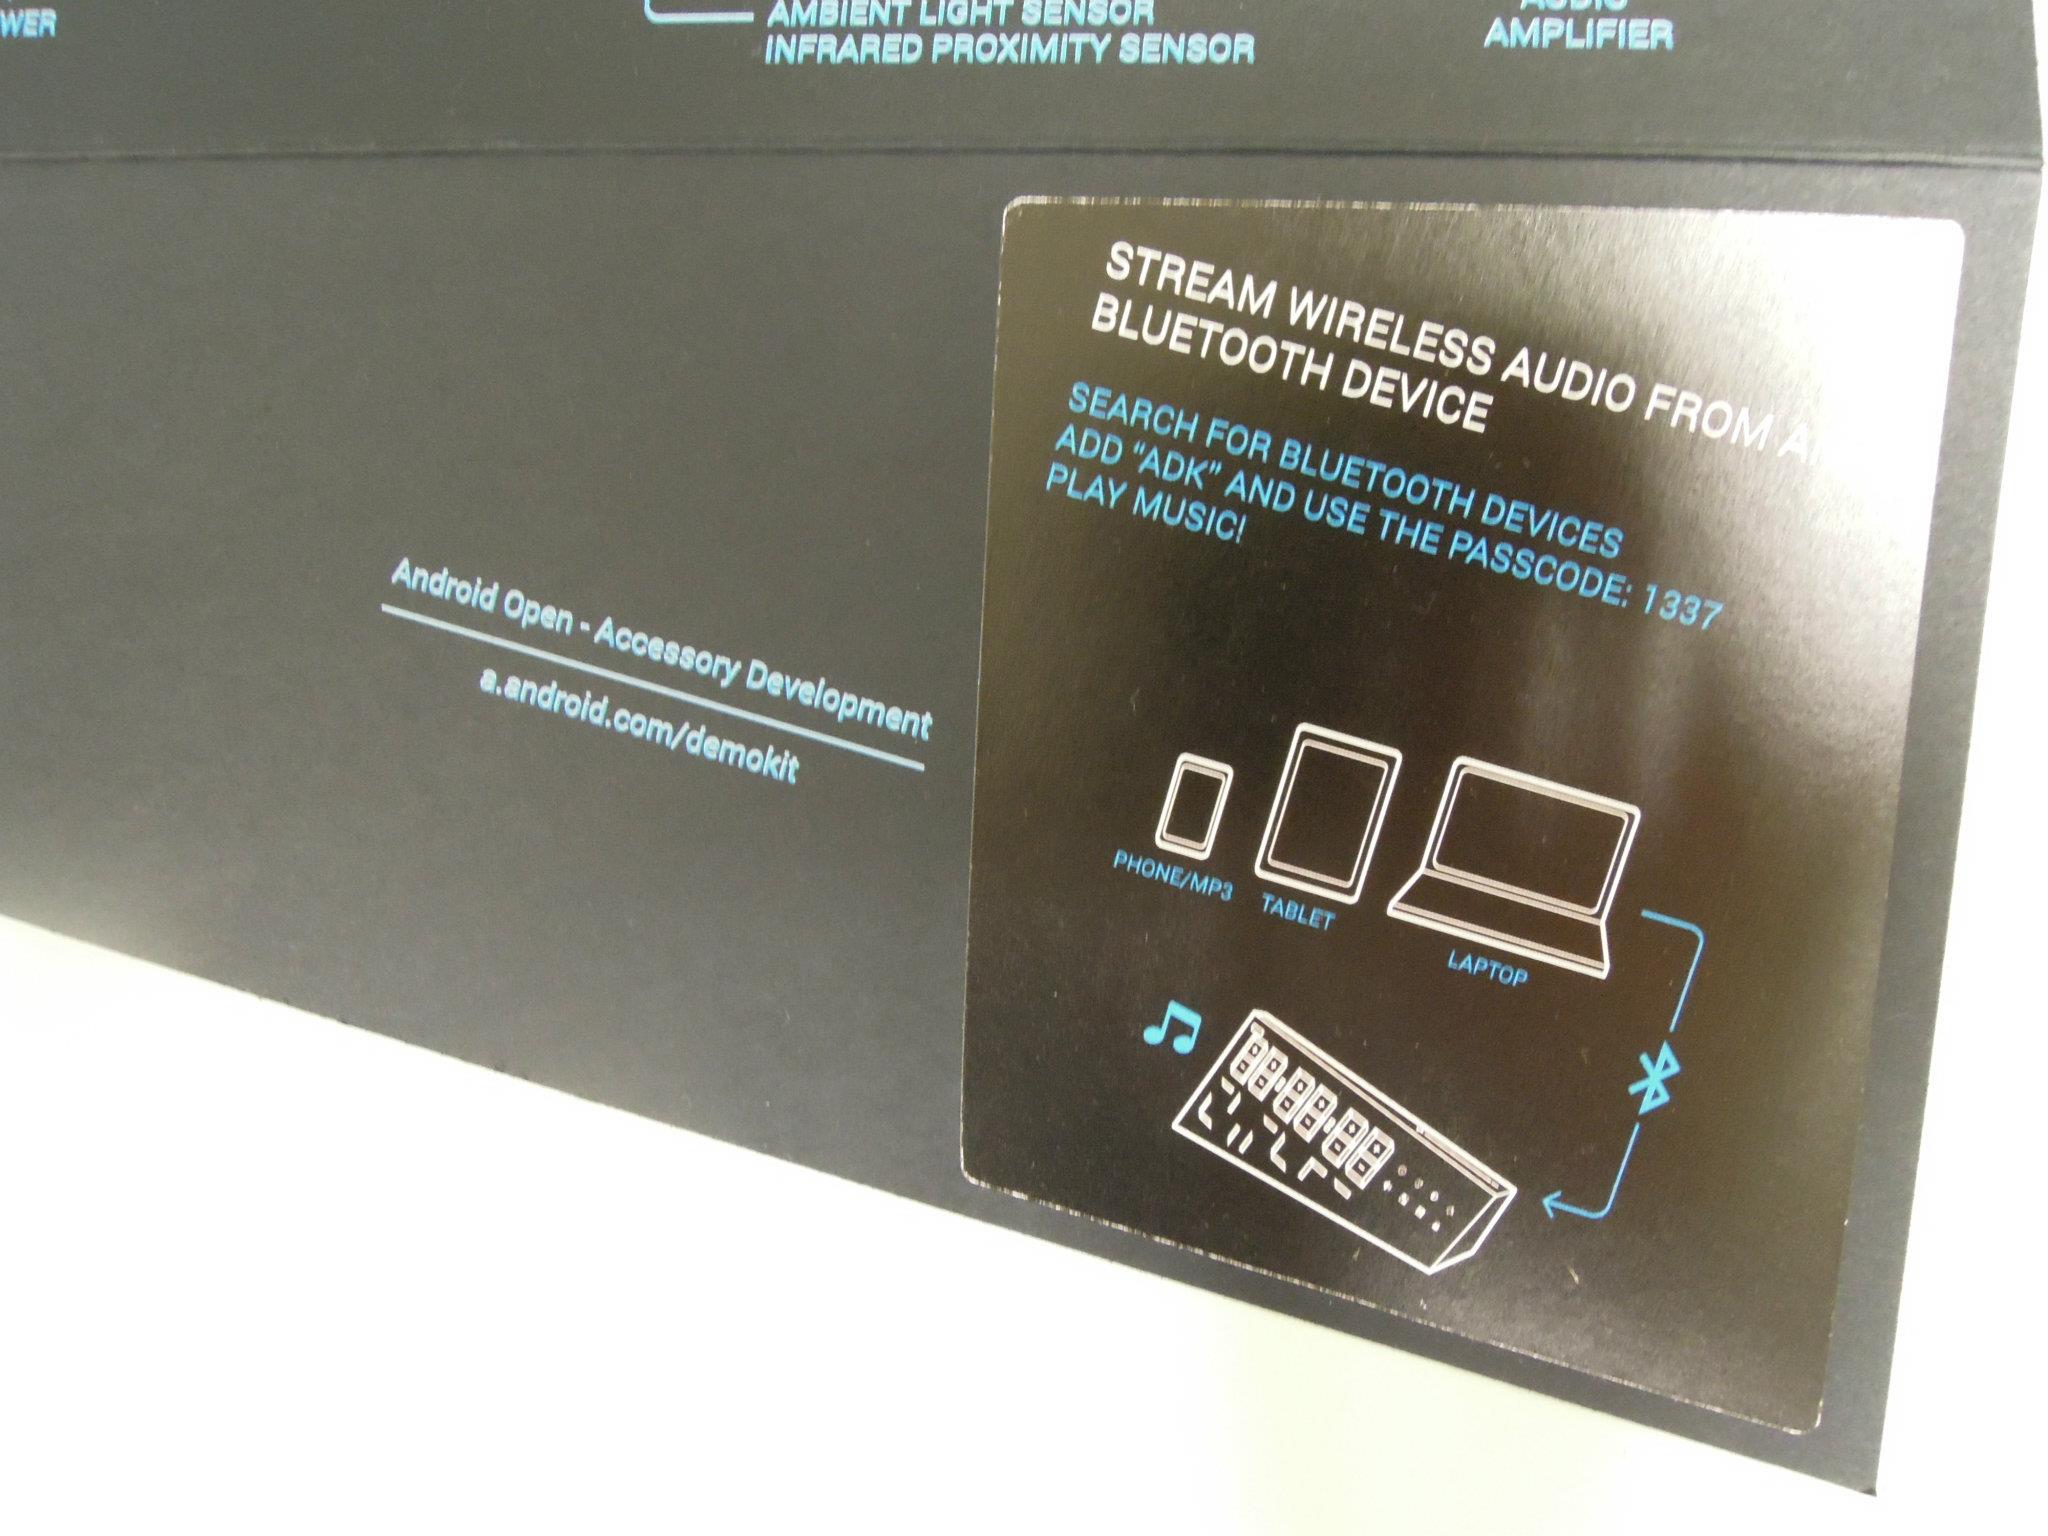 AMBIENT LIGHT SENSOR
INFRARED PROXIMITY SENSOR
AUDIO
AMPLIFIER
STREAM WIRELESS AUDIO FROM
BLUETOOTH DEVICE
SEARCH FOR BLUETOOTH DEVICES
ADD "ADK" AND USE THE PASSCODE: 1337
PLAY MUSIC!
Android Open - Accessory Development
a.android.com/demokit
PHONE/MP3
TABLET
LAPTOP